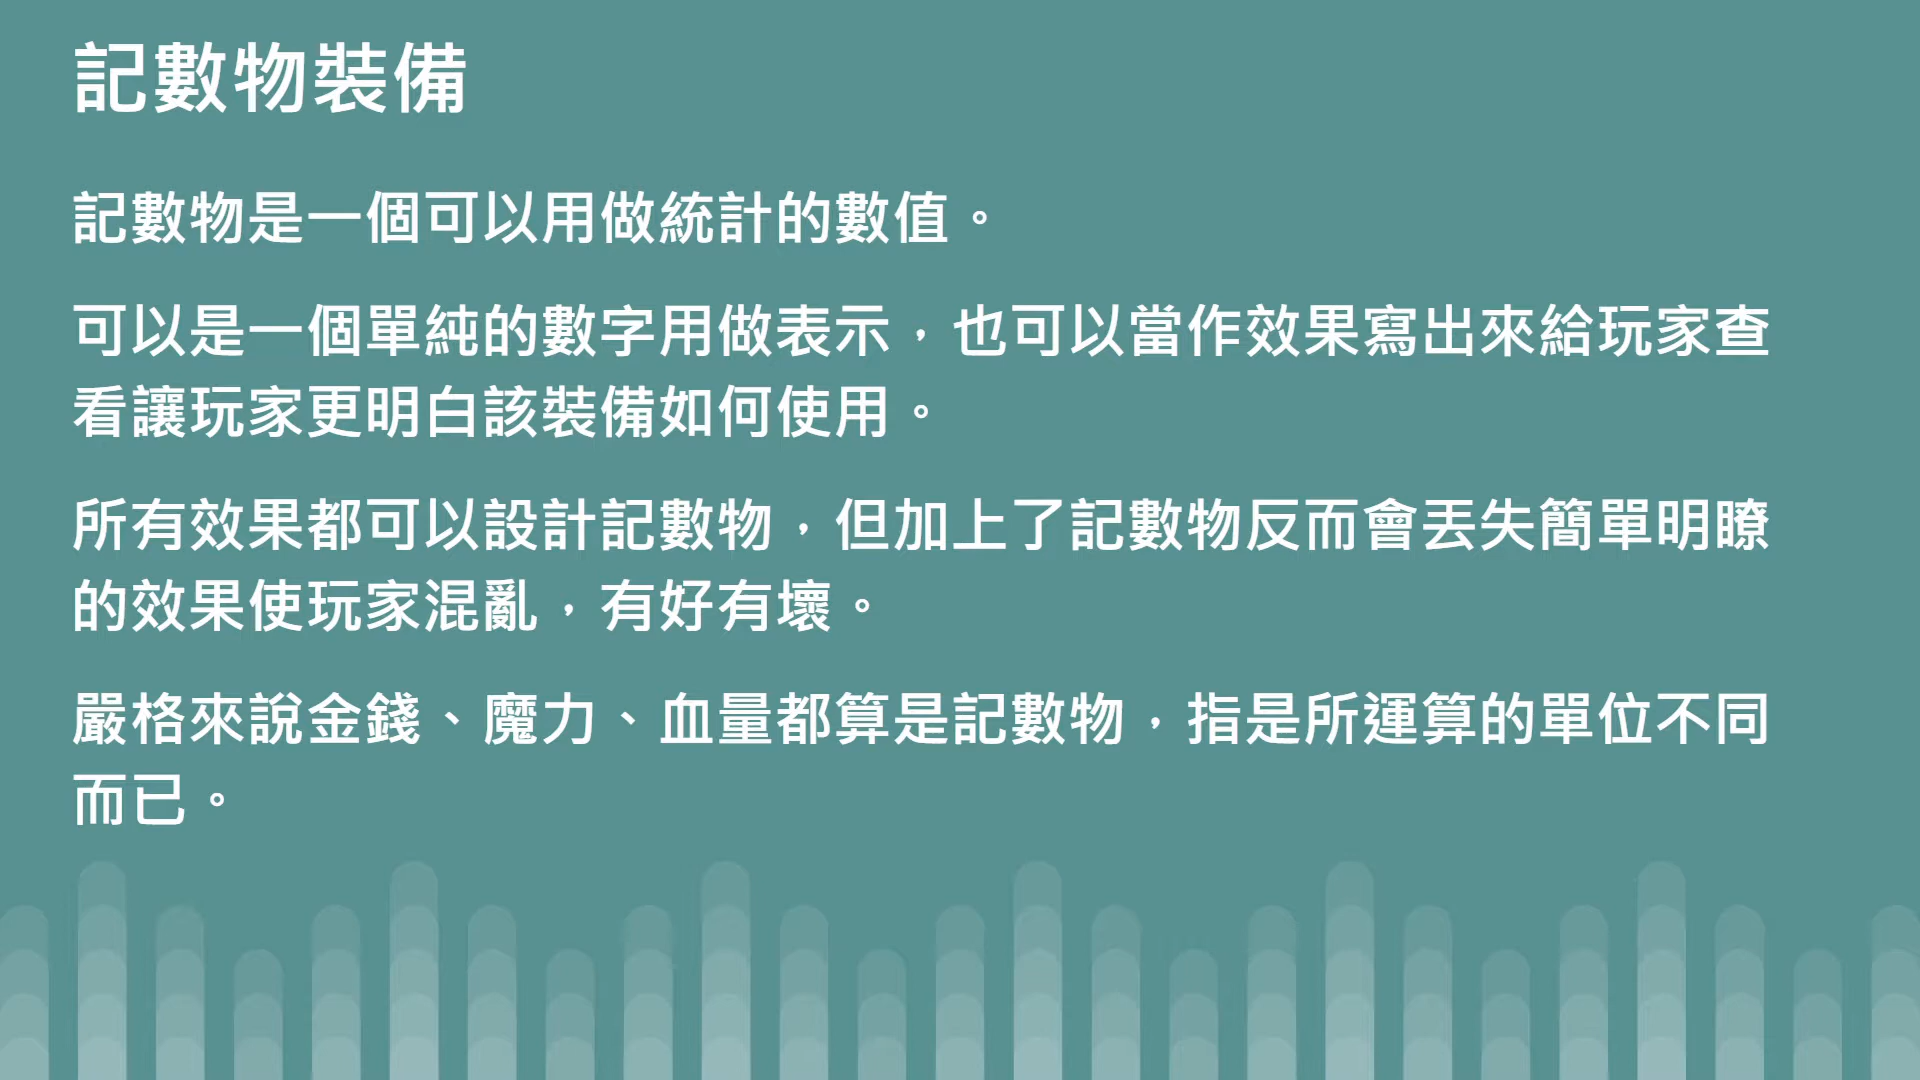 記數物裝備
記數物是一個可以用做統計的數值。
可以是一個單純的數字用做表示，也可以當作效果寫出來給玩家查
看讓玩家更明白該裝備如何使用。
所有效果都可以設計記數物，但加上了記數物反而會丟失簡單明瞭
的效果使玩家混亂，有好有壞。
嚴格來說金錢、魔力、血量都算是記數物，指是所運算的單位不同
而已。